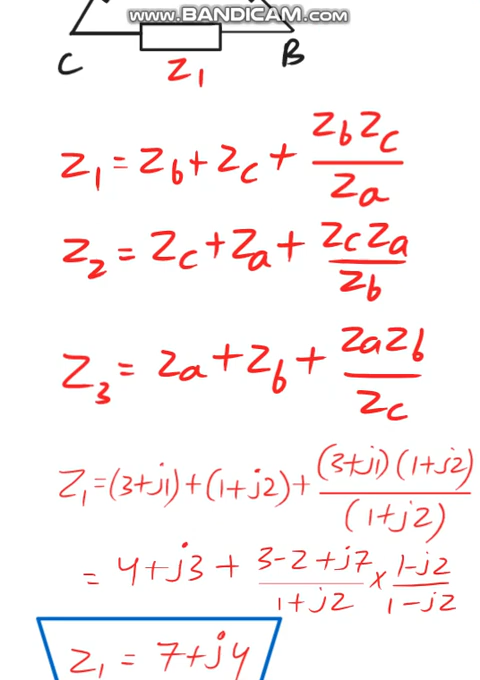 www.BANDICAM.com
C B
Z1
Z1 = Zb + Zc + ZbZc/Za
Z2 = Zc + Za + ZcZa/Zb
Z3 = Za + Zb + ZaZb/Zc
Z1 = (3+j1) + (1+j2) + (3+j1)(1+j2)/(1+j2)
= 4+j3 + 3-2+j7/1+j2 × 1-j2/1-j2
Z1 = 7+j4